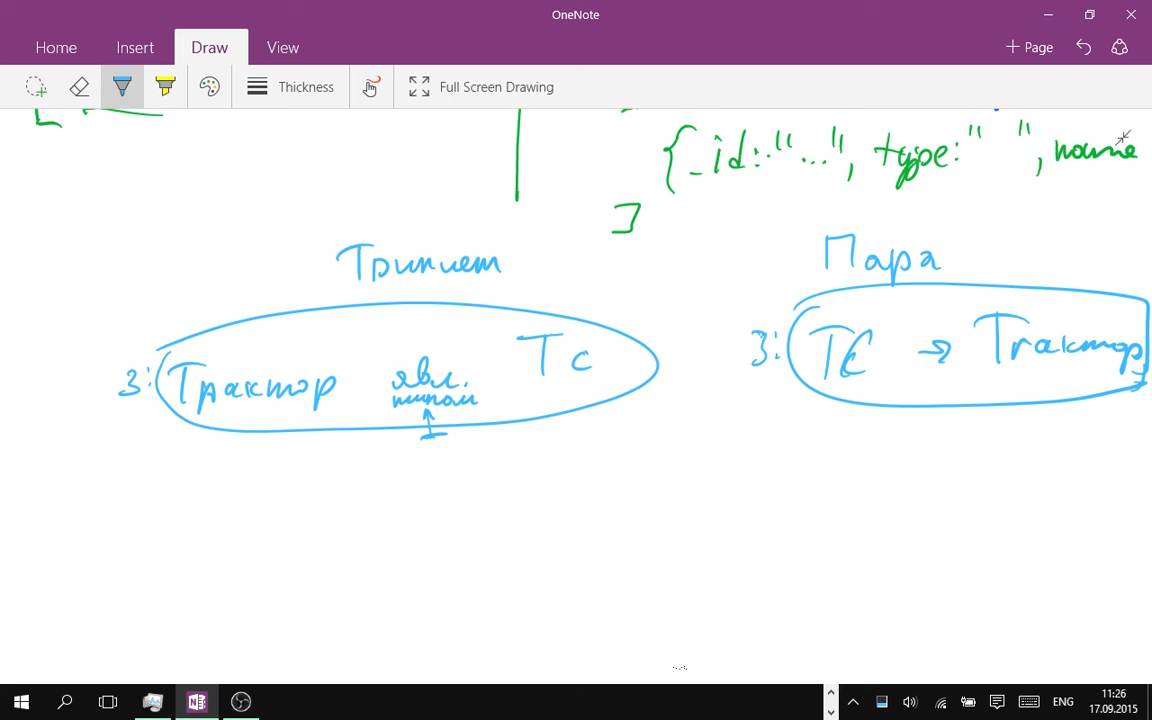 OneNote
Home Insert Draw View + Page
Thickness Full Screen Drawing
{_id:"...", type:" ", name
]
Триплет Пара
3: Трактор явл. типом ТС
3: ТС → Трактор
ENG 11:26
17.09.2015